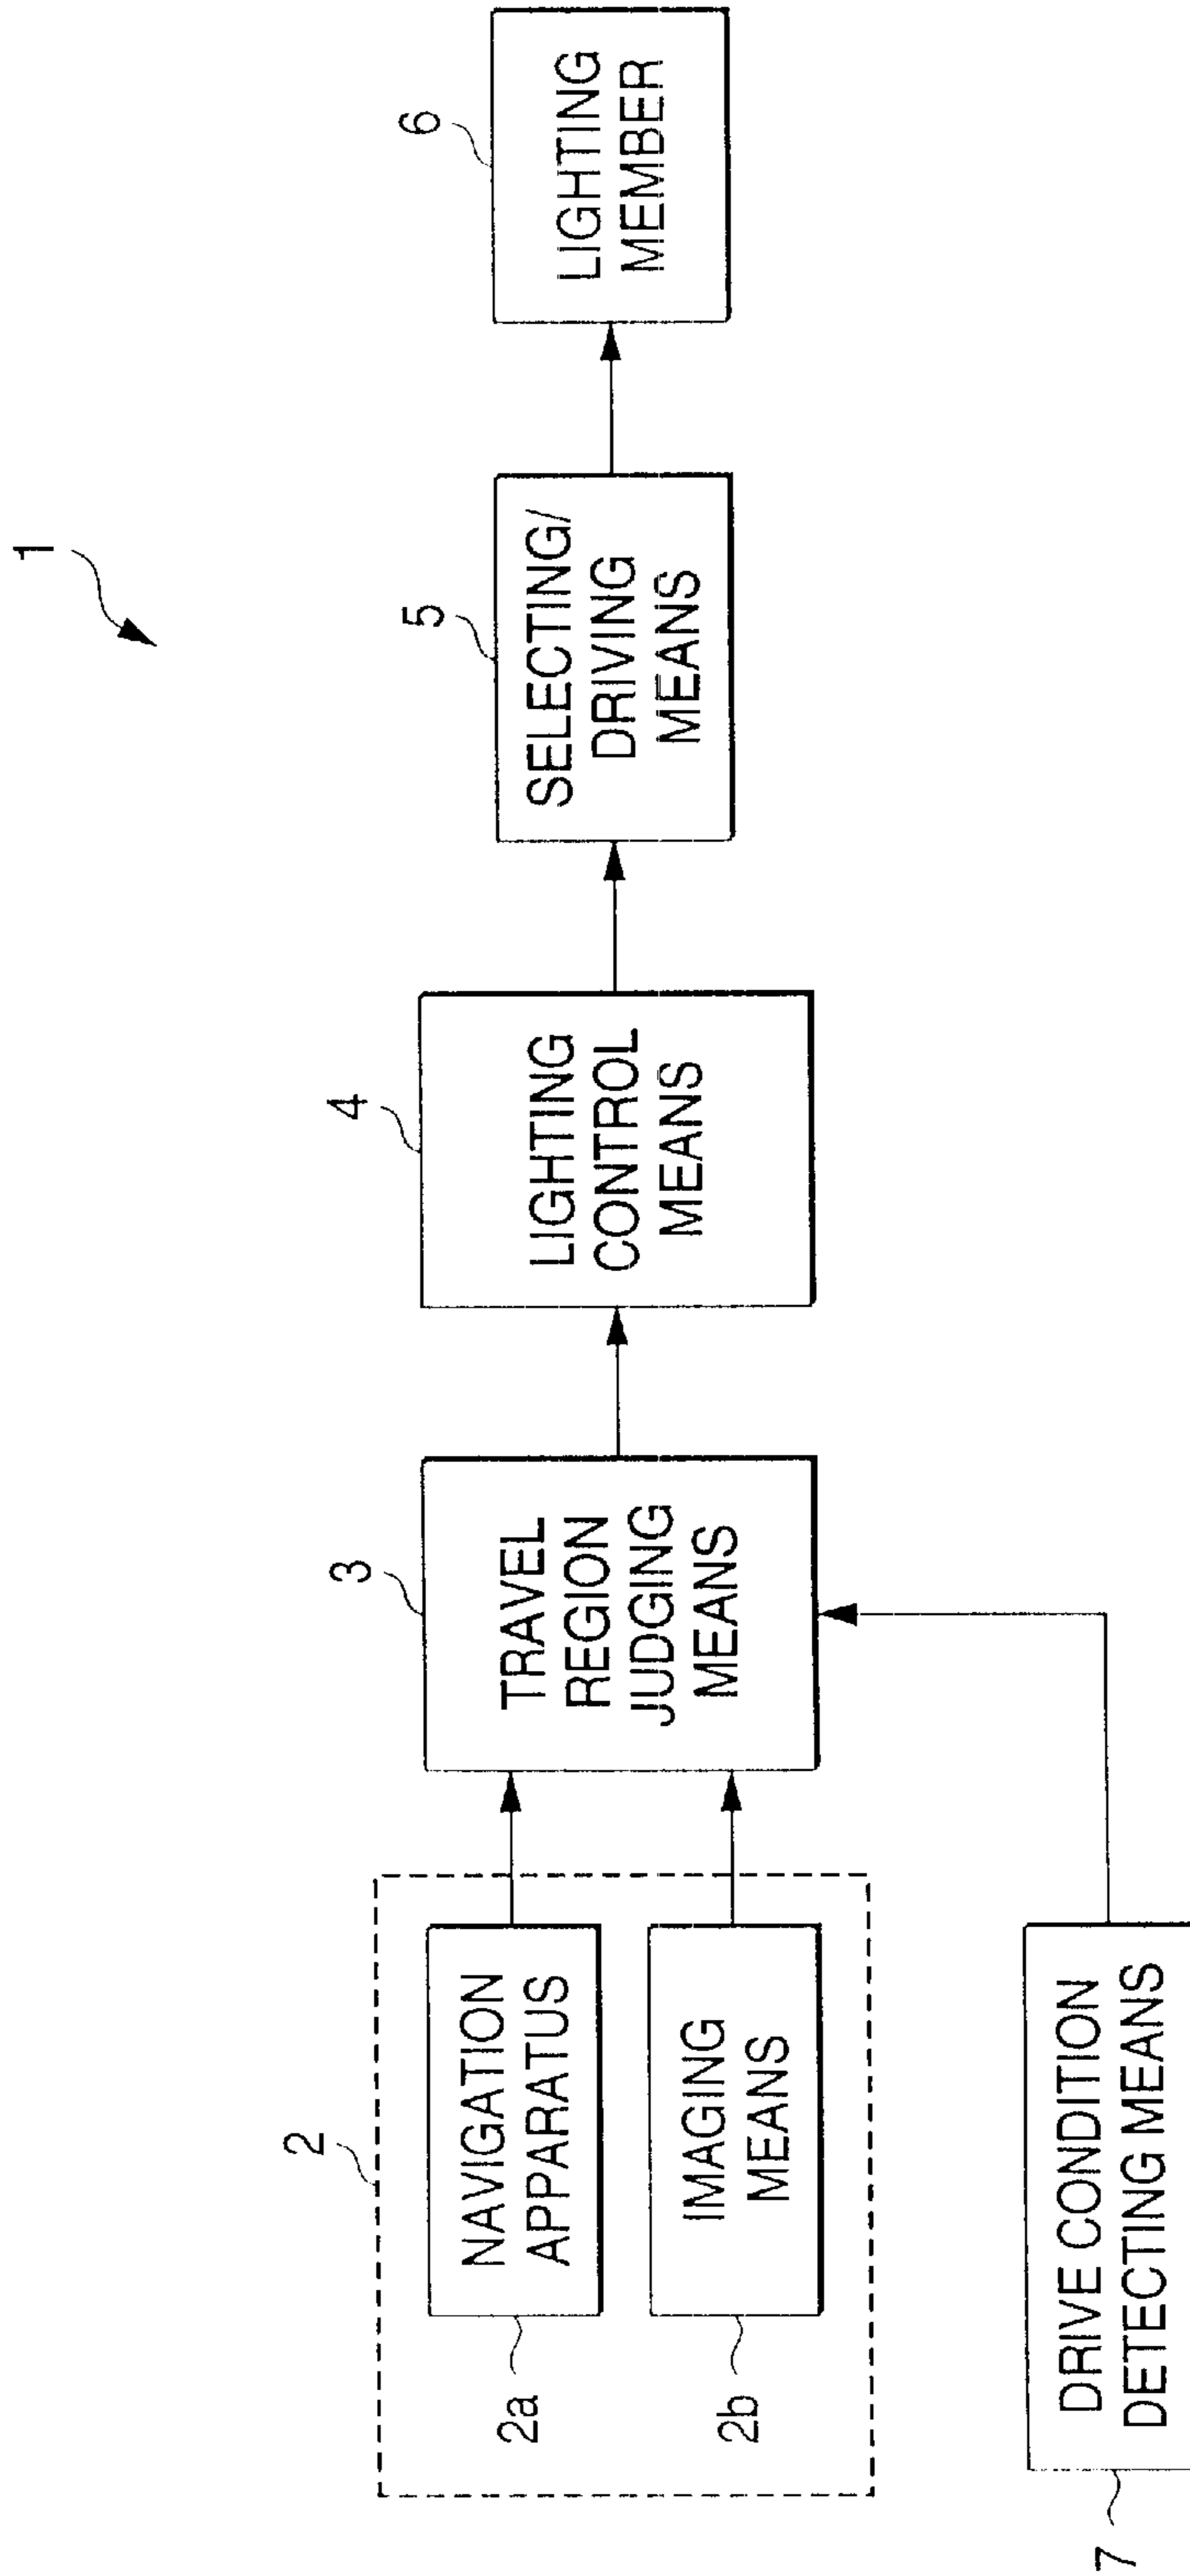 1
2
NAVIGATION
APPARATUS
2a
IMAGING
MEANS
2b
3
TRAVEL
REGION
JUDGING
MEANS
4
LIGHTING
CONTROL
MEANS
5
SELECTING/
DRIVING
MEANS
6
LIGHTING
MEMBER
DRIVE CONDITION
DETECTING MEANS
7